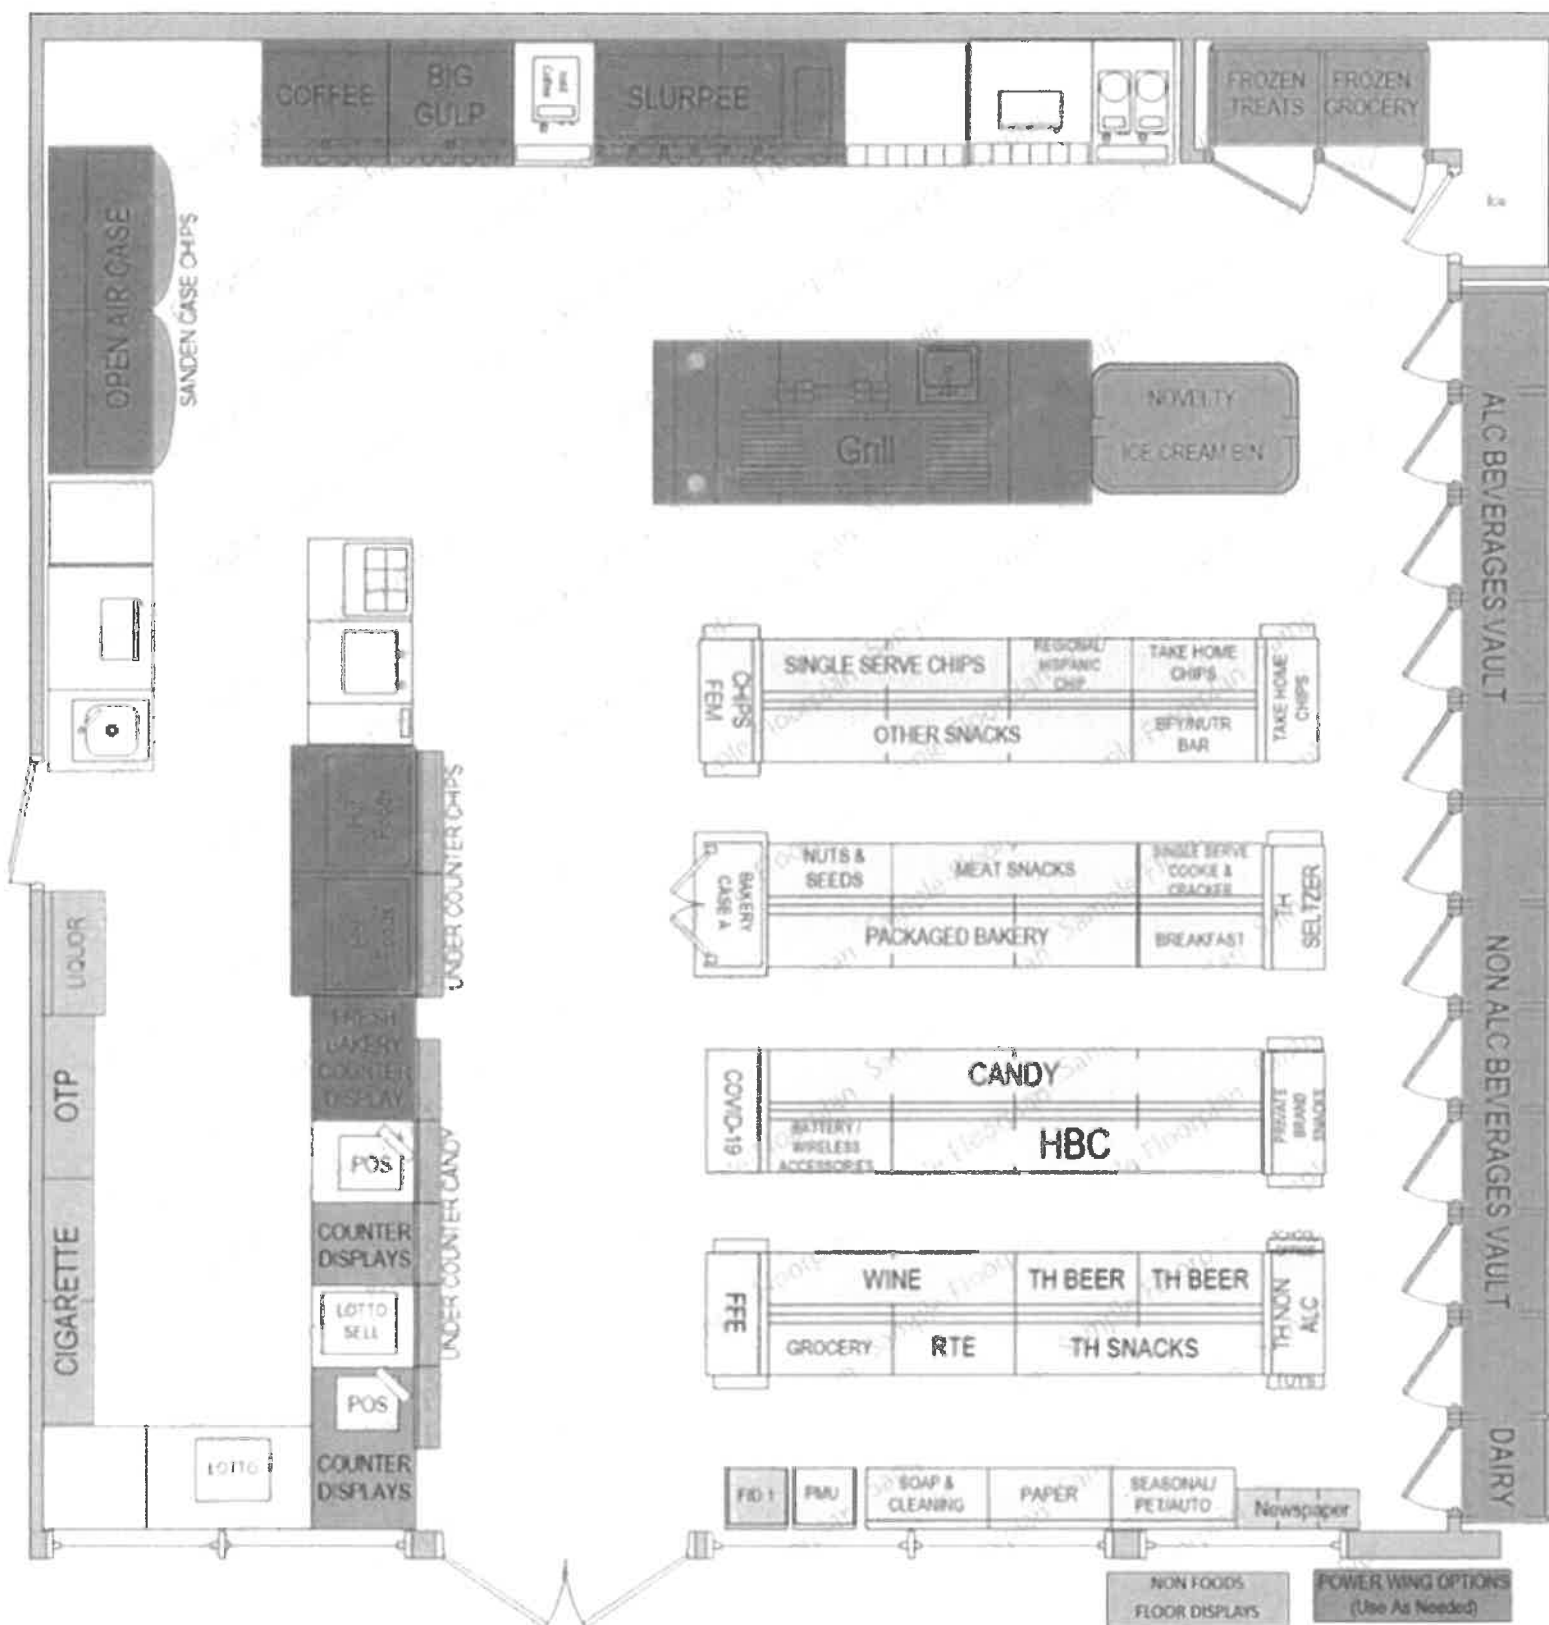 COFFEE
BIG
GULP
SLURPEE
FROZEN
TREATS
FROZEN
GROCERY
Ice
OPEN AIR CASE
SANDEN CASE CHIPS
Grill
NOVELTY
ICE CREAM BIN
ALC BEVERAGES VAULT
CHIPS
FEM
SINGLE SERVE CHIPS
REGIONAL/
HISPANIC
CHIP
TAKE HOME
CHIPS
OTHER SNACKS
BFY/NUTR
BAR
TAKE HOME
CHIPS
UNDER COUNTER CHIPS
BAKERY
CASE A
NUTS &
SEEDS
MEAT SNACKS
SINGLE SERVE
COOKIE &
CRACKER
PACKAGED BAKERY
BREAKFAST
TH
SELTZER
NON ALC BEVERAGES VAULT
LIQUOR
OTP
CIGARETTE
FRESH
BAKERY
COUNTER
DISPLAY
POS
COUNTER
DISPLAYS
LOTTO
SELL
POS
COUNTER
DISPLAYS
LOTTO
UNDER COUNTER CANDY
COVID-19
CANDY
BATTERY /
WIRELESS
ACCESSORIES
HBC
PRIVATE
BRAND
SNACKS
FFE
WINE
TH BEER
TH BEER
GROCERY
RTE
TH SNACKS
SCHOOL
OFFICE
TH NON
ALC
DAIRY
FID 1
PMU
SOAP &
CLEANING
PAPER
SEASONAL/
PET/AUTO
Newspaper
NON FOODS
FLOOR DISPLAYS
POWER WING OPTIONS
(Use As Needed)
Sample Floorplan